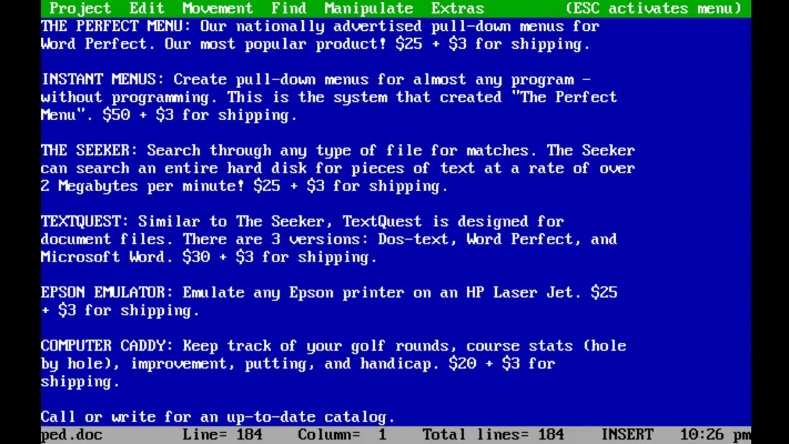 Project Edit Movement Find Manipulate Extras (ESC activates menu)
THE PERFECT MENU: Our nationally advertised pull-down menus for
Word Perfect. Our most popular product! $25 + $3 for shipping.
INSTANT MENUS: Create pull-down menus for almost any program -
without programming. This is the system that created "The Perfect
Menu". $50 + $3 for shipping.
THE SEEKER: Search through any type of file for matches. The Seeker
can search an entire hard disk for pieces of text at a rate of over
2 Megabytes per minute! $25 + $3 for shipping.
TEXTQUEST: Similar to The Seeker, TextQuest is designed for
document files. There are 3 versions: Dos-text, Word Perfect, and
Microsoft Word. $30 + $3 for shipping.
EPSON EMULATOR: Emulate any Epson printer on an HP Laser Jet. $25
+ $3 for shipping.
COMPUTER CADDY: Keep track of your golf rounds, course stats (hole
by hole), improvement, putting, and handicap. $20 + $3 for
shipping.
Call or write for an up-to-date catalog.
ped.doc Line= 184 Column= 1 Total lines= 184 INSERT 10:26 pm